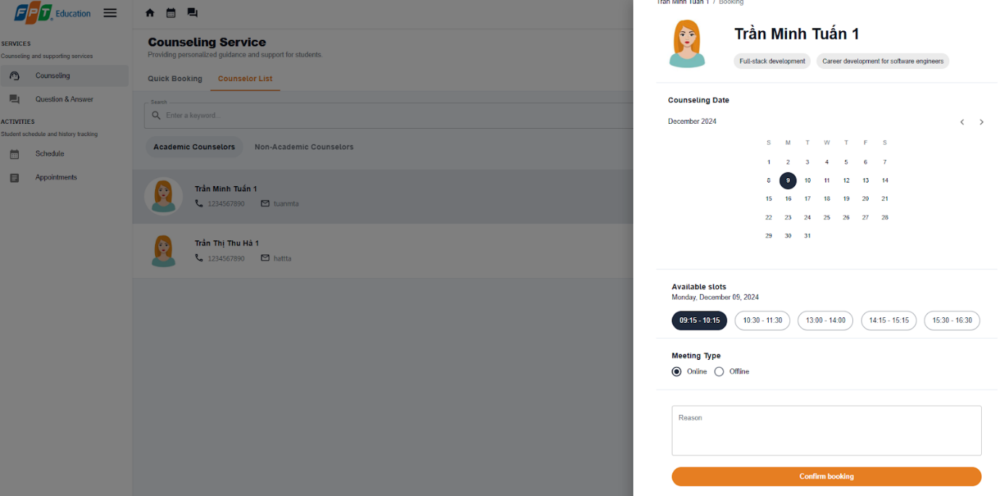 FPT Education
SERVICES
Counseling and supporting services
Counseling
Question & Answer
ACTIVITIES
Student schedule and history tracking
Schedule
Appointments
Counseling Service
Providing personalized guidance and support for students.
Quick Booking Counselor List
Search
Enter a keyword...
Academic Counselors Non-Academic Counselors
Trần Minh Tuấn 1
1234567890 tuanmta
Trần Thị Thu Hà 1
1234567890 hattta
Trần Minh Tuấn 1 / Booking
Trần Minh Tuấn 1
Full-stack development Career development for software engineers
Counseling Date
December 2024
S M T W T F S
1 2 3 4 5 6 7
8 9 10 11 12 13 14
15 16 17 18 19 20 21
22 23 24 25 26 27 28
29 30 31
Available slots
Monday, December 09, 2024
09:15 - 10:15 10:30 - 11:30 13:00 - 14:00 14:15 - 15:15 15:30 - 16:30
Meeting Type
Online Offline
Reason
Confirm booking